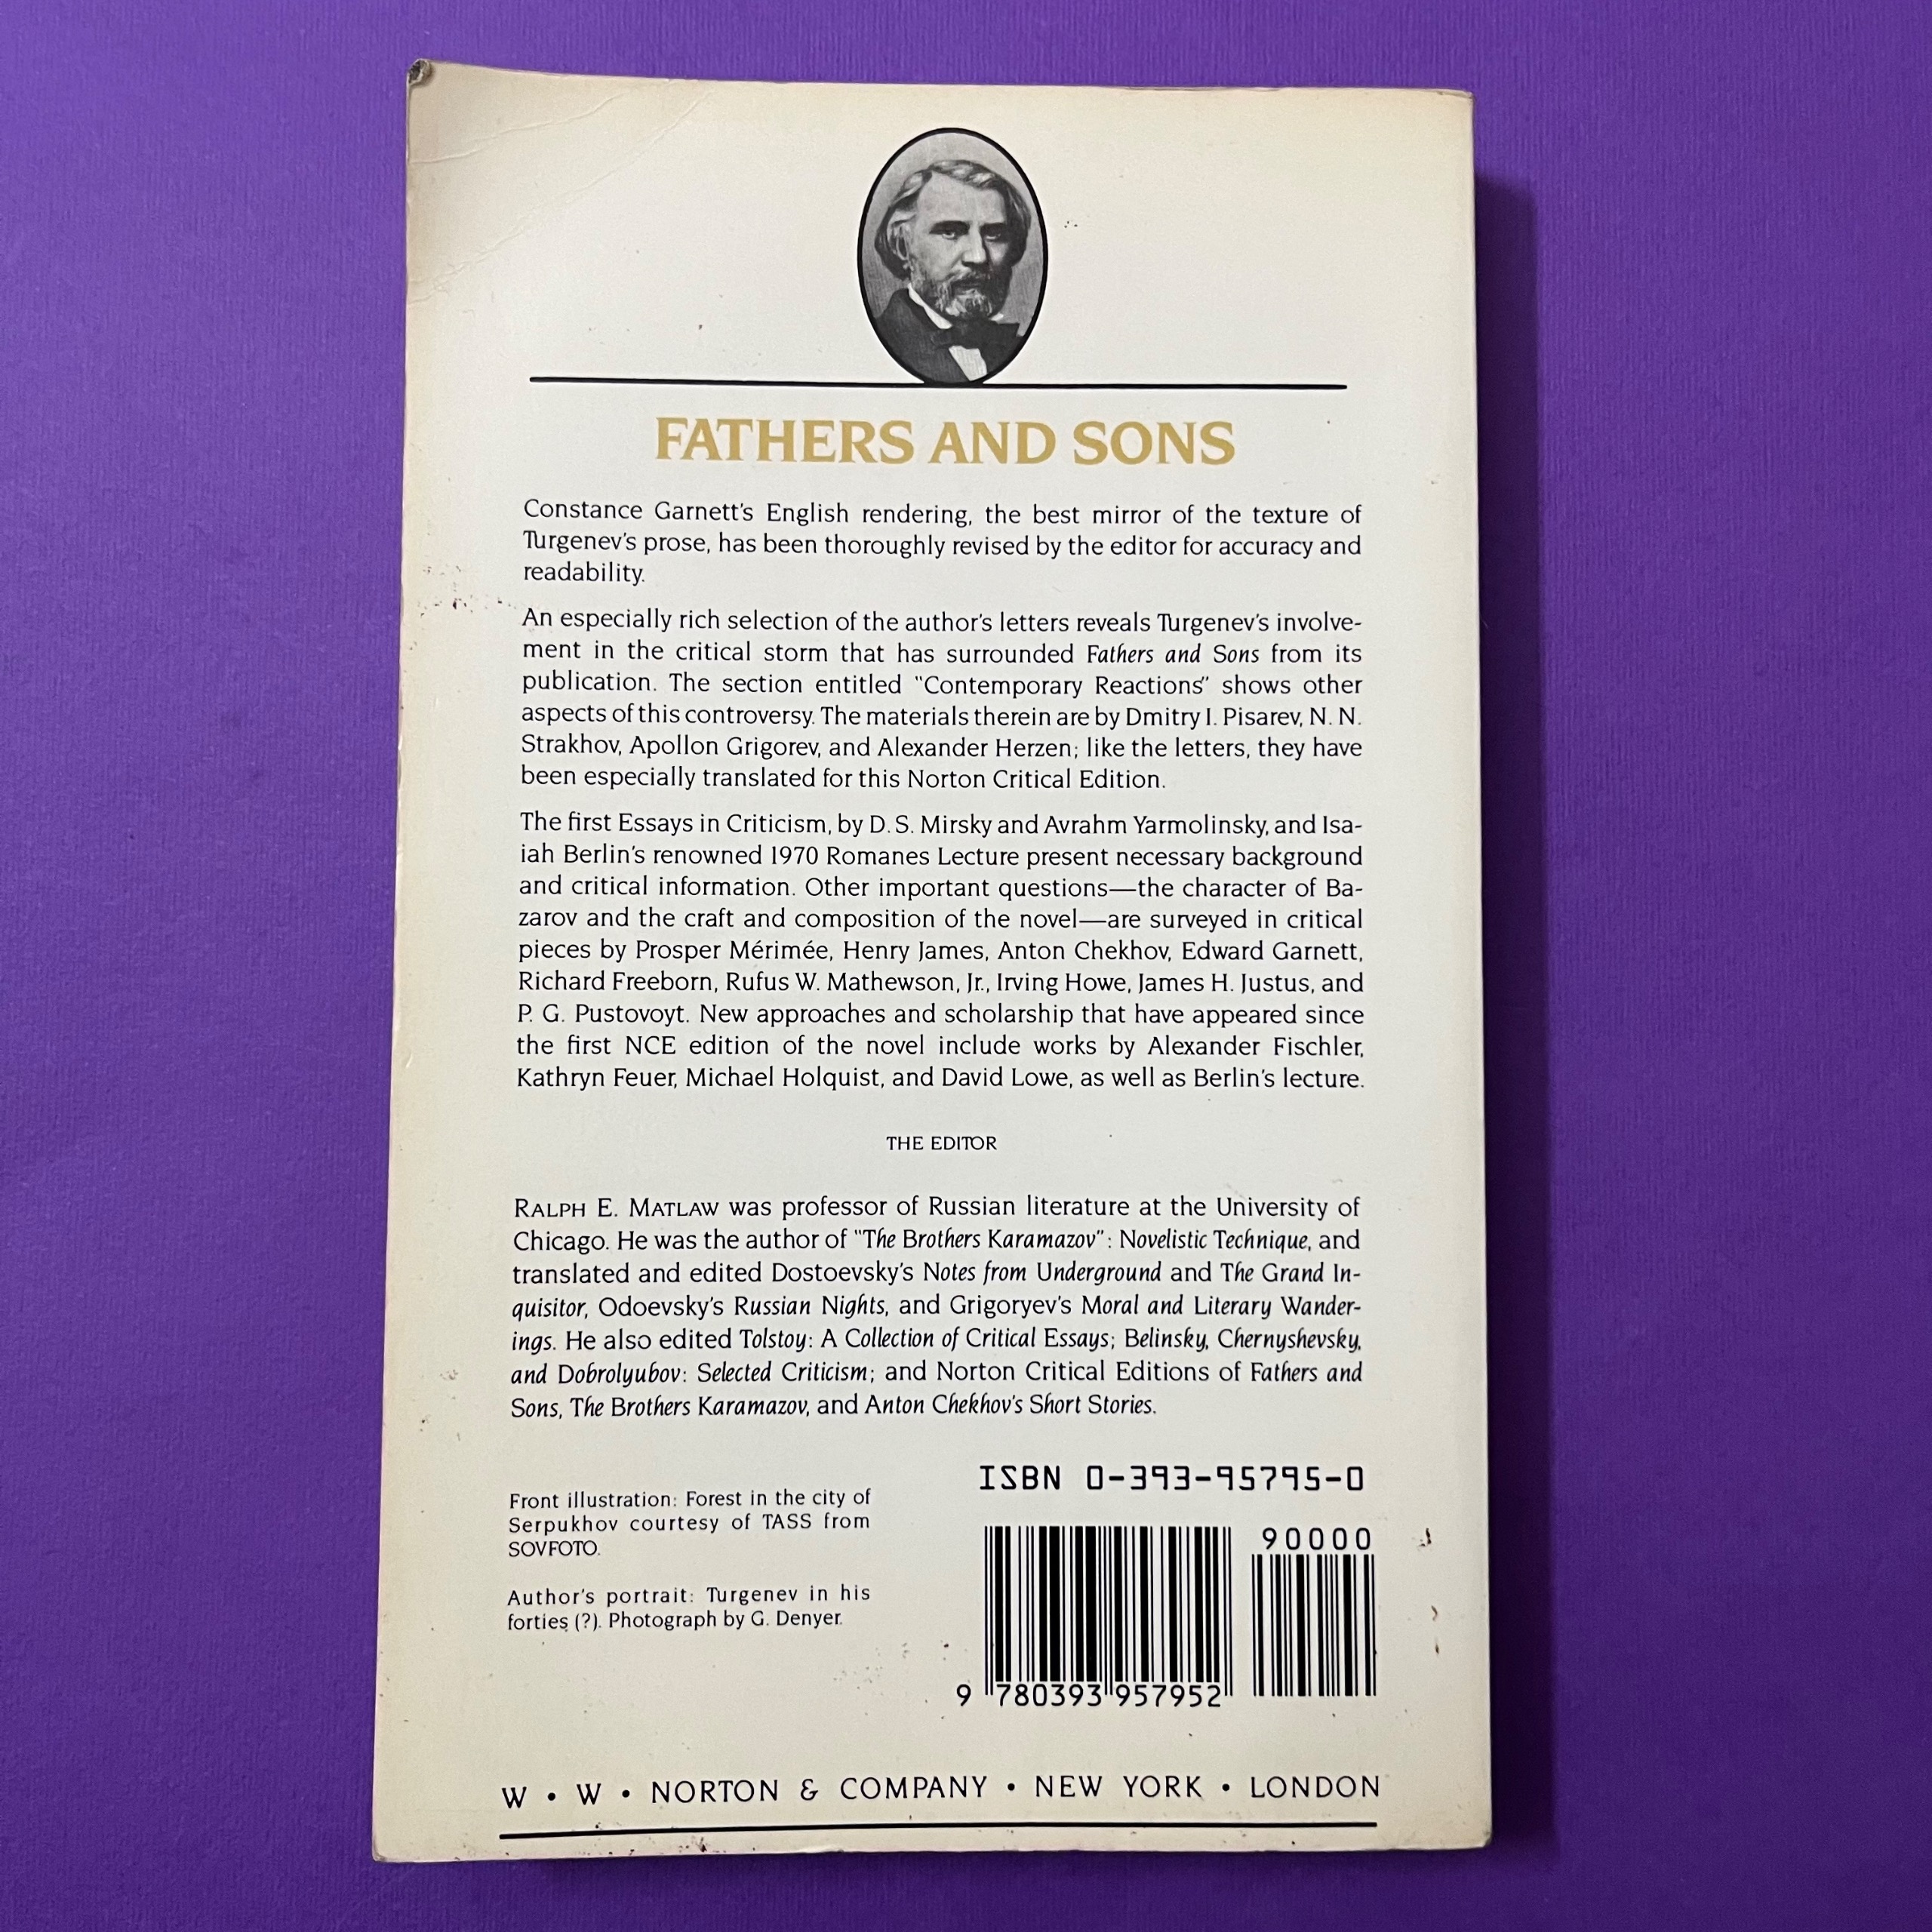 FATHERS AND SONS
Constance Garnett's English rendering, the best mirror of the texture of
Turgenev's prose, has been thoroughly revised by the editor for accuracy and
readability.
An especially rich selection of the author's letters reveals Turgenev's involve-
ment in the critical storm that has surrounded Fathers and Sons from its
publication. The section entitled "Contemporary Reactions" shows other
aspects of this controversy. The materials therein are by Dmitry I. Pisarev, N. N.
Strakhov, Apollon Grigorev, and Alexander Herzen; like the letters, they have
been especially translated for this Norton Critical Edition.
The first Essays in Criticism, by D. S. Mirsky and Avrahm Yarmolinsky, and Isa-
iah Berlin's renowned 1970 Romanes Lecture present necessary background
and critical information. Other important questions—the character of Ba-
zarov and the craft and composition of the novel—are surveyed in critical
pieces by Prosper Mérimée, Henry James, Anton Chekhov, Edward Garnett,
Richard Freeborn, Rufus W. Mathewson, Jr., Irving Howe, James H. Justus, and
P. G. Pustovoyt. New approaches and scholarship that have appeared since
the first NCE edition of the novel include works by Alexander Fischler,
Kathryn Feuer, Michael Holquist, and David Lowe, as well as Berlin's lecture.
THE EDITOR
RALPH E. MATLAW was professor of Russian literature at the University of
Chicago. He was the author of "The Brothers Karamazov": Novelistic Technique, and
translated and edited Dostoevsky's Notes from Underground and The Grand In-
quisitor, Odoevsky's Russian Nights, and Grigoryev's Moral and Literary Wander-
ings. He also edited Tolstoy: A Collection of Critical Essays; Belinsky, Chernyshevsky,
and Dobrolyubov: Selected Criticism; and Norton Critical Editions of Fathers and
Sons, The Brothers Karamazov, and Anton Chekhov's Short Stories.
Front illustration: Forest in the city of
Serpukhov courtesy of TASS from
SOVFOTO.
Author's portrait: Turgenev in his
forties (?). Photograph by G. Denyer.
ISBN 0-393-95795-0
90000
9 780393 957952
W • W • NORTON & COMPANY • NEW YORK • LONDON